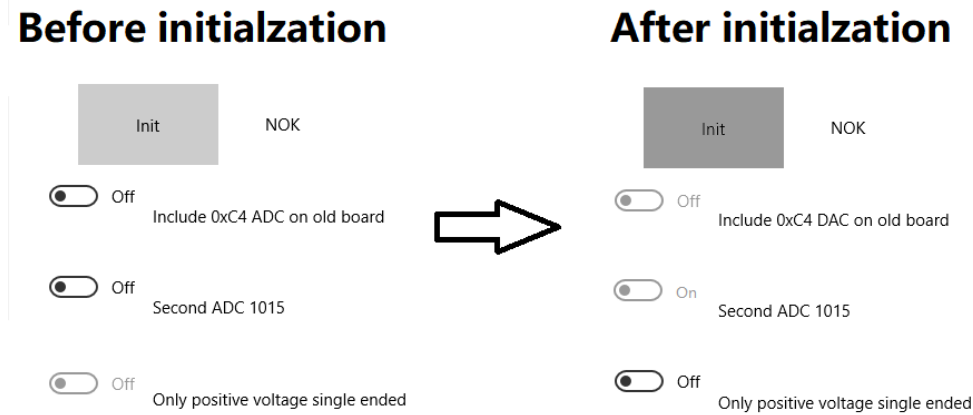 Before initialzation
Init
NOK
Off
Include 0xC4 ADC on old board
Off
Second ADC 1015
Off
Only positive voltage single ended
After initialzation
Init
NOK
Off
Include 0xC4 DAC on old board
On
Second ADC 1015
Off
Only positive voltage single ended